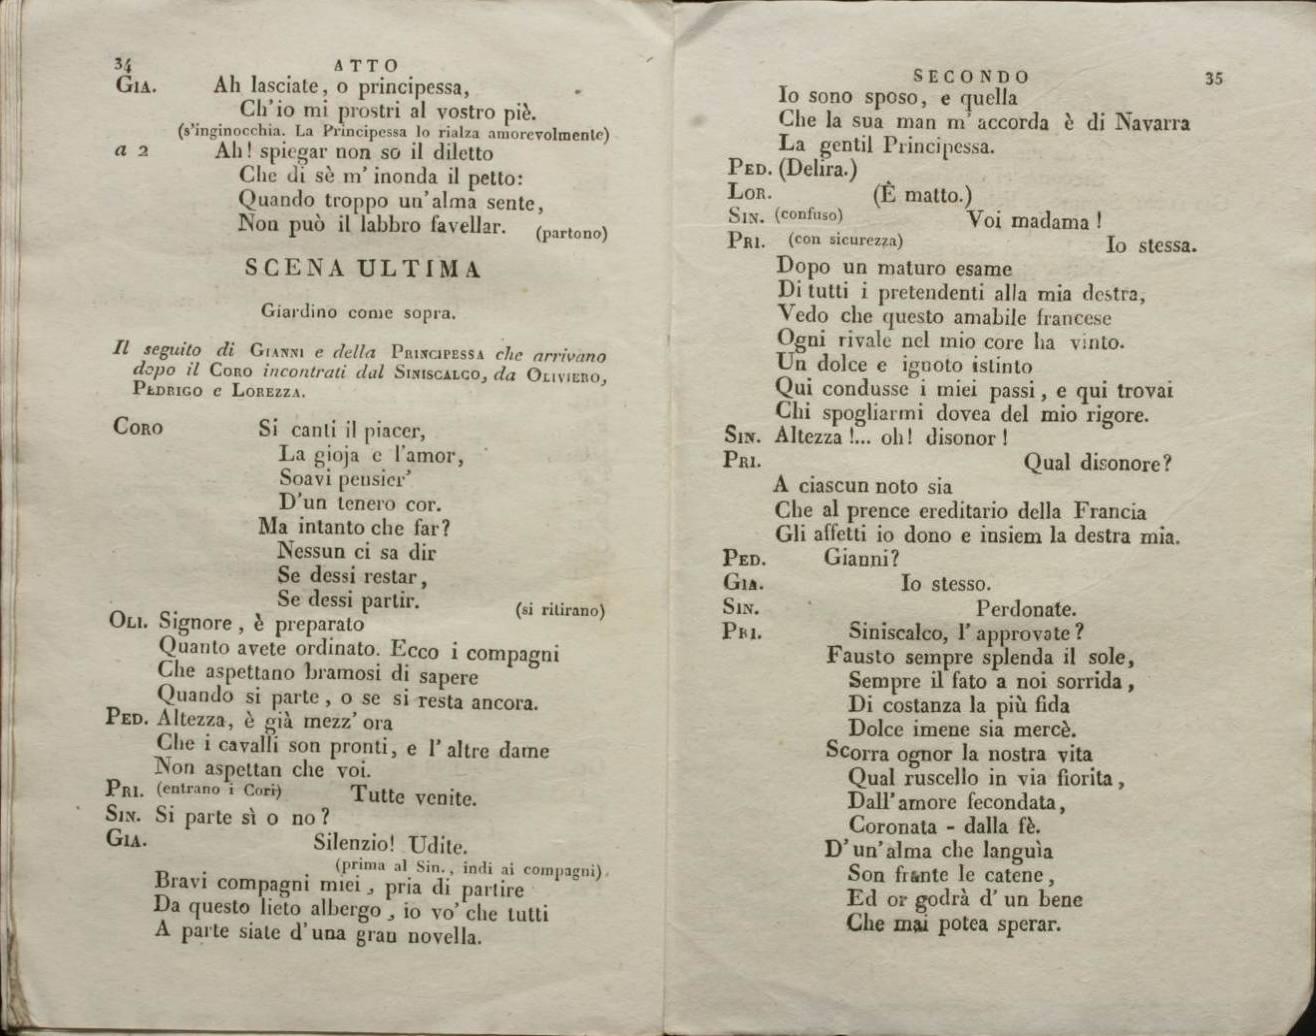 34
ATTO
GIA. Ah lasciate, o principessa,
Ch'io mi prostri al vostro piè.
(s'inginocchia. La Principessa lo rialza amorevolmente)
a 2 Ah! spiegar non so il diletto
Che di sè m'inonda il petto:
Quando troppo un'alma sente,
Non può il labbro favellar. (partono)
SCENA ULTIMA
Giardino come sopra.
Il seguito di GIANNI e della PRINCIPESSA che arrivano
dopo il CORO incontrati dal SINISCALCO, da OLIVIERO,
PEDRIGO e LOREZZA.
CORO Si canti il piacer,
La gioja e l'amor,
Soavi pensier'
D'un tenero cor.
Ma intanto che far?
Nessun ci sa dir
Se dessi restar,
Se dessi partir. (si ritirano)
OLI. Signore, è preparato
Quanto avete ordinato. Ecco i compagni
Che aspettano bramosi di sapere
Quando si parte, o se si resta ancora.
PED. Altezza, è già mezz' ora
Che i cavalli son pronti, e l' altre dame
Non aspettan che voi.
PRI. (entrano i Cori) Tutte venite.
SIN. Si parte sì o no?
GIA. Silenzio! Udite.
(prima al Sin., indi ai compagni)
Bravi compagni miei, pria di partire
Da questo lieto albergo, io vo' che tutti
A parte siate d'una gran novella.
SECONDO
35
Io sono sposo, e quella
Che la sua man m' accorda è di Navarra
La gentil Principessa.
PED. (Delira.)
LOR. (È matto.)
SIN. (confuso) Voi madama!
PRI. (con sicurezza) Io stessa.
Dopo un maturo esame
Di tutti i pretendenti alla mia destra,
Vedo che questo amabile francese
Ogni rivale nel mio core ha vinto.
Un dolce e ignoto istinto
Qui condusse i miei passi, e qui trovai
Chi spogliarmi dovea del mio rigore.
SIN. Altezza!... oh! disonor!
PRI. Qual disonore?
A ciascun noto sia
Che al prence ereditario della Francia
Gli affetti io dono e insiem la destra mia.
PED. Gianni?
GIA. Io stesso.
SIN. Perdonate.
PRI. Siniscalco, l' approvate?
Fausto sempre splenda il sole,
Sempre il fato a noi sorrida,
Di costanza la più fida
Dolce imene sia mercè.
Scorra ognor la nostra vita
Qual ruscello in via fiorita,
Dall'amore fecondata,
Coronata - dalla fè.
D'un'alma che languìa
Son frante le catene,
Ed or godrà d' un bene
Che mai potea sperar.